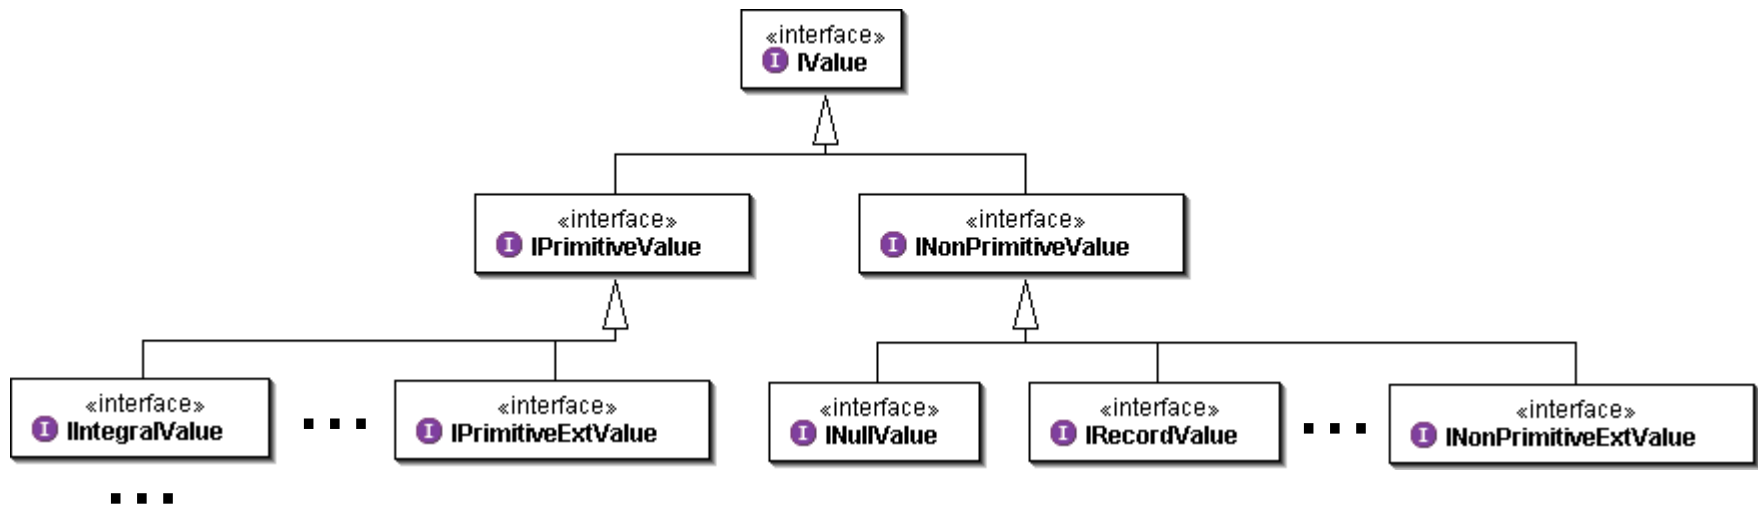 «interface»
I IValue
«interface»
I IPrimitiveValue
«interface»
I INonPrimitiveValue
«interface»
I IIntegralValue
...
«interface»
I IPrimitiveExtValue
«interface»
I INullValue
«interface»
I IRecordValue
...
«interface»
I INonPrimitiveExtValue
...